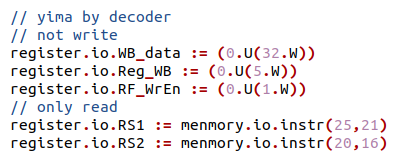 // yima by decoder
// not write
register.io.WB_data := (0.U(32.W))
register.io.Reg_WB := (0.U(5.W))
register.io.RF_WrEn := (0.U(1.W))
// only read
register.io.RS1 := menmory.io.instr(25,21)
register.io.RS2 := menmory.io.instr(20,16)